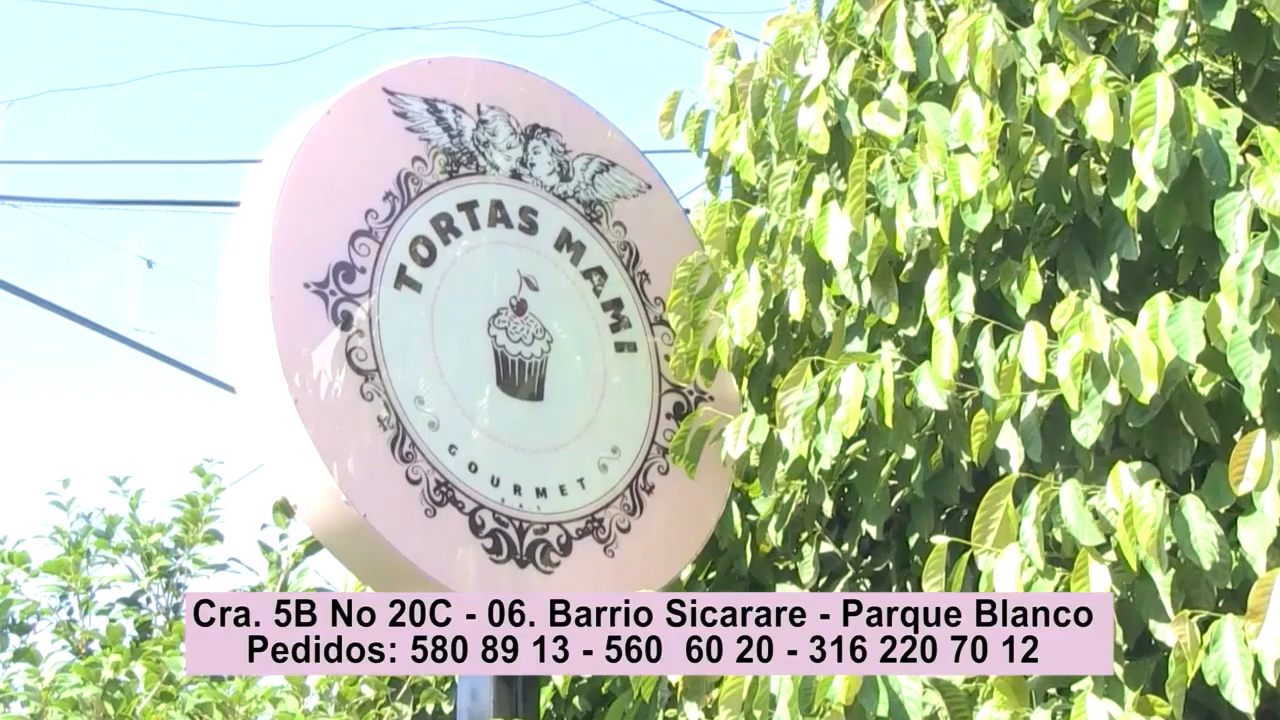 TORTAS MAMI
GOURMET
Cra. 5B No 20C - 06. Barrio Sicarare - Parque Blanco
Pedidos: 580 89 13 - 560  60 20 - 316 220 70 12